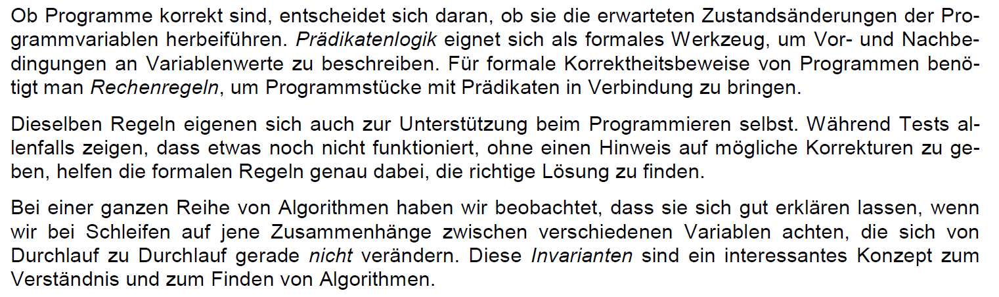 Ob Programme korrekt sind, entscheidet sich daran, ob sie die erwarteten Zustandsänderungen der Pro-
grammvariablen herbeiführen. Prädikatenlogik eignet sich als formales Werkzeug, um Vor- und Nachbe-
dingungen an Variablenwerte zu beschreiben. Für formale Korrektheitsbeweise von Programmen benö-
tigt man Rechenregeln, um Programmstücke mit Prädikaten in Verbindung zu bringen.
Dieselben Regeln eigenen sich auch zur Unterstützung beim Programmieren selbst. Während Tests al-
lenfalls zeigen, dass etwas noch nicht funktioniert, ohne einen Hinweis auf mögliche Korrekturen zu ge-
ben, helfen die formalen Regeln genau dabei, die richtige Lösung zu finden.
Bei einer ganzen Reihe von Algorithmen haben wir beobachtet, dass sie sich gut erklären lassen, wenn
wir bei Schleifen auf jene Zusammenhänge zwischen verschiedenen Variablen achten, die sich von
Durchlauf zu Durchlauf gerade nicht verändern. Diese Invarianten sind ein interessantes Konzept zum
Verständnis und zum Finden von Algorithmen.